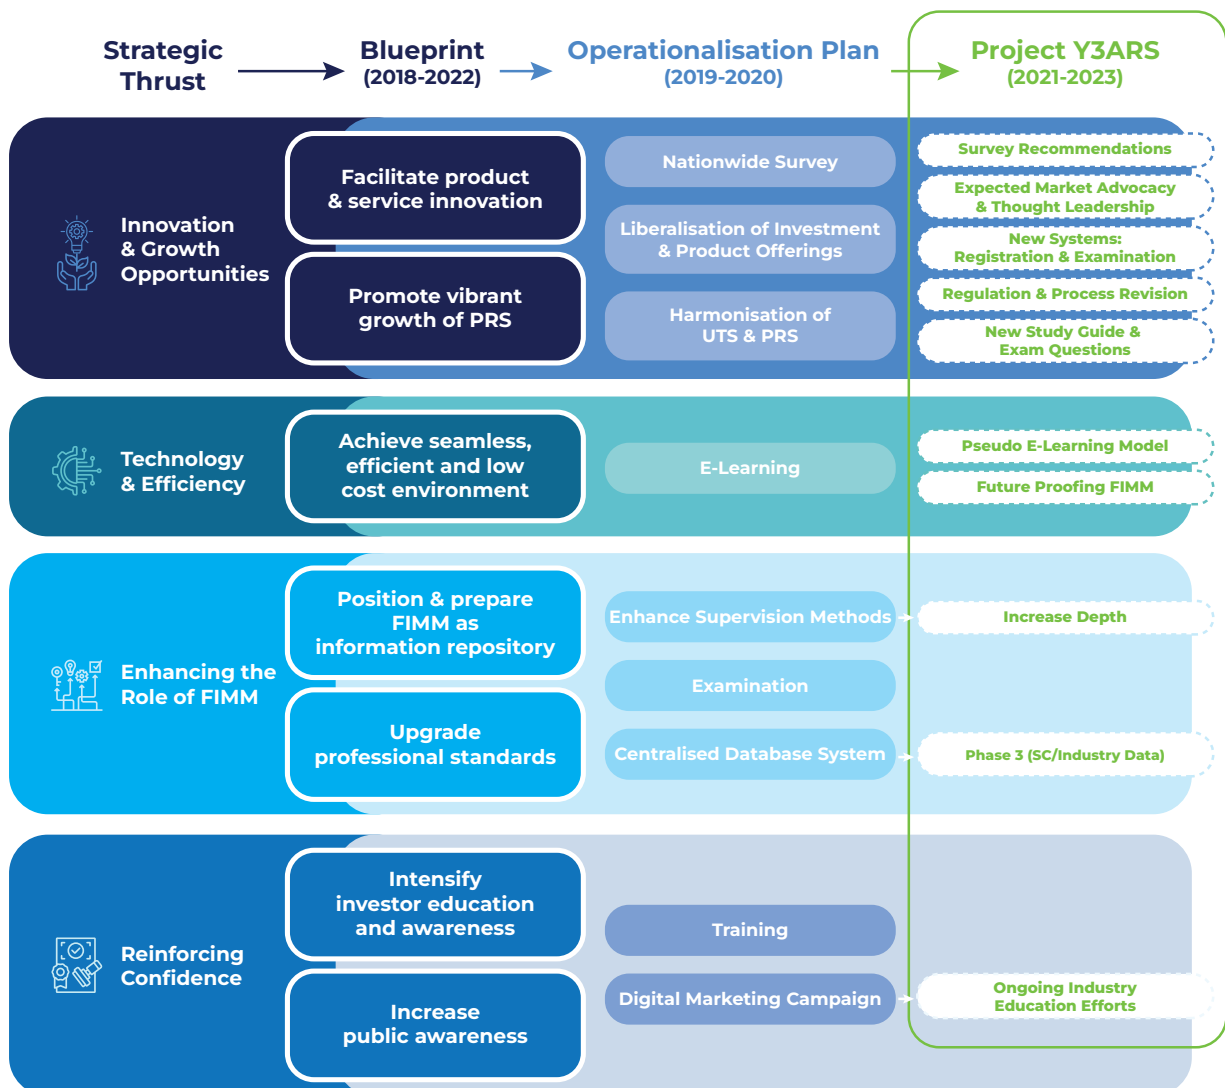 Strategic
Thrust
Blueprint
(2018-2022)
Operationalisation Plan
(2019-2020)
Project Y3ARS
(2021-2023)
Innovation
& Growth
Opportunities
Facilitate product
& service innovation
Promote vibrant
growth of PRS
Nationwide Survey
Liberalisation of Investment
& Product Offerings
Harmonisation of
UTS & PRS
Survey Recommendations
Expected Market Advocacy
& Thought Leadership
New Systems:
Registration & Examination
Regulation & Process Revision
New Study Guide &
Exam Questions
Technology
& Efficiency
Achieve seamless,
efficient and low
cost environment
E-Learning
Pseudo E-Learning Model
Future Proofing FIMM
Enhancing the
Role of FIMM
Position & prepare
FIMM as
information repository
Upgrade
professional standards
Enhance Supervision Methods
Examination
Centralised Database System
Increase Depth
Phase 3 (SC/Industry Data)
Reinforcing
Confidence
Intensify
investor education
and awareness
Increase
public awareness
Training
Digital Marketing Campaign
Ongoing Industry
Education Efforts